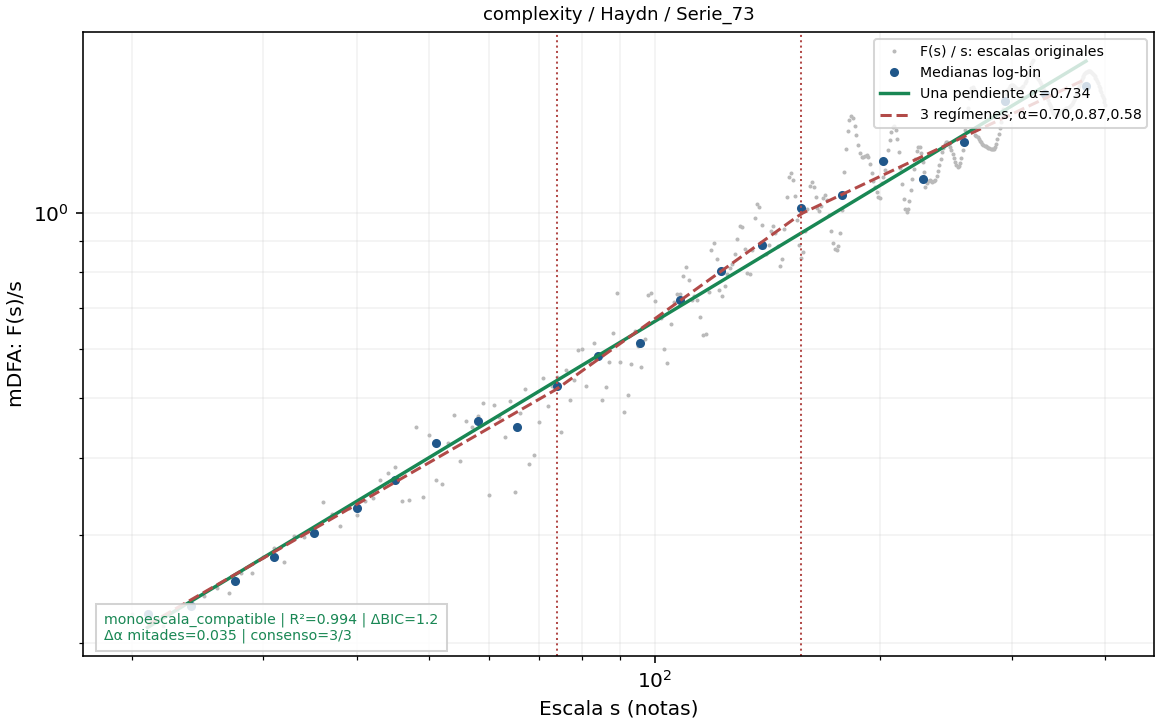 complexity / Haydn / Serie_73
F(s) / s: escalas originales
Medianas log-bin
Una pendiente α=0.734
3 regímenes; α=0.70,0.87,0.58
10⁰
mDFA: F(s)/s
monoescala_compatible | R²=0.994 | ΔBIC=1.2
Δα mitades=0.035 | consenso=3/3
10²
Escala s (notas)